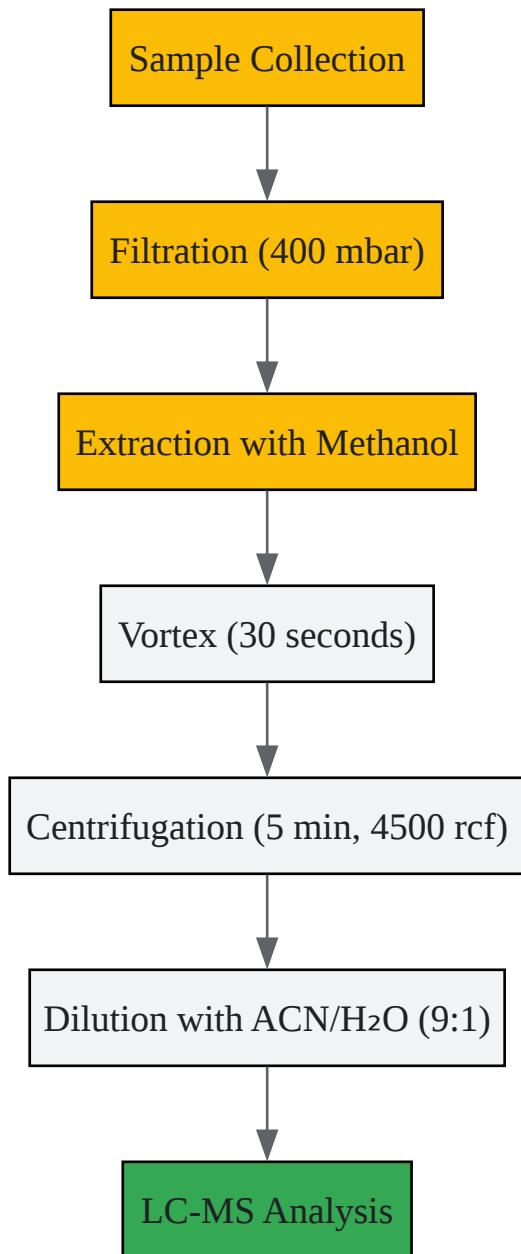 Sample Collection
Filtration (400 mbar)
Extraction with Methanol
Vortex (30 seconds)
Centrifugation (5 min, 4500 rcf)
Dilution with ACN/H₂O (9:1)
LC-MS Analysis